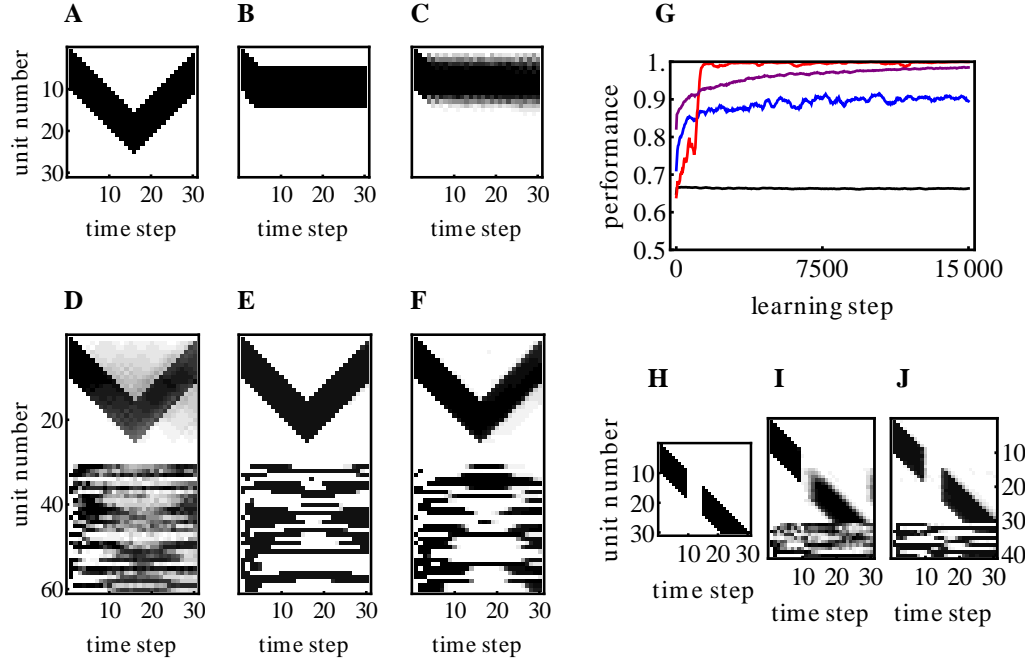 A
B
C
unit number
10
20
30
10 20 30
10 20 30
10 20 30
time step
time step
time step
D
E
F
unit number
20
40
60
10 20 30
10 20 30
10 20 30
time step
time step
time step
G
performance
1.
0.9
0.8
0.7
0.6
0.5
0
7500
15 000
learning step
H
I
J
unit number
10
20
30
10 20 30
10 20 30
10 20 30
10
20
30
40
time step
time step
time step